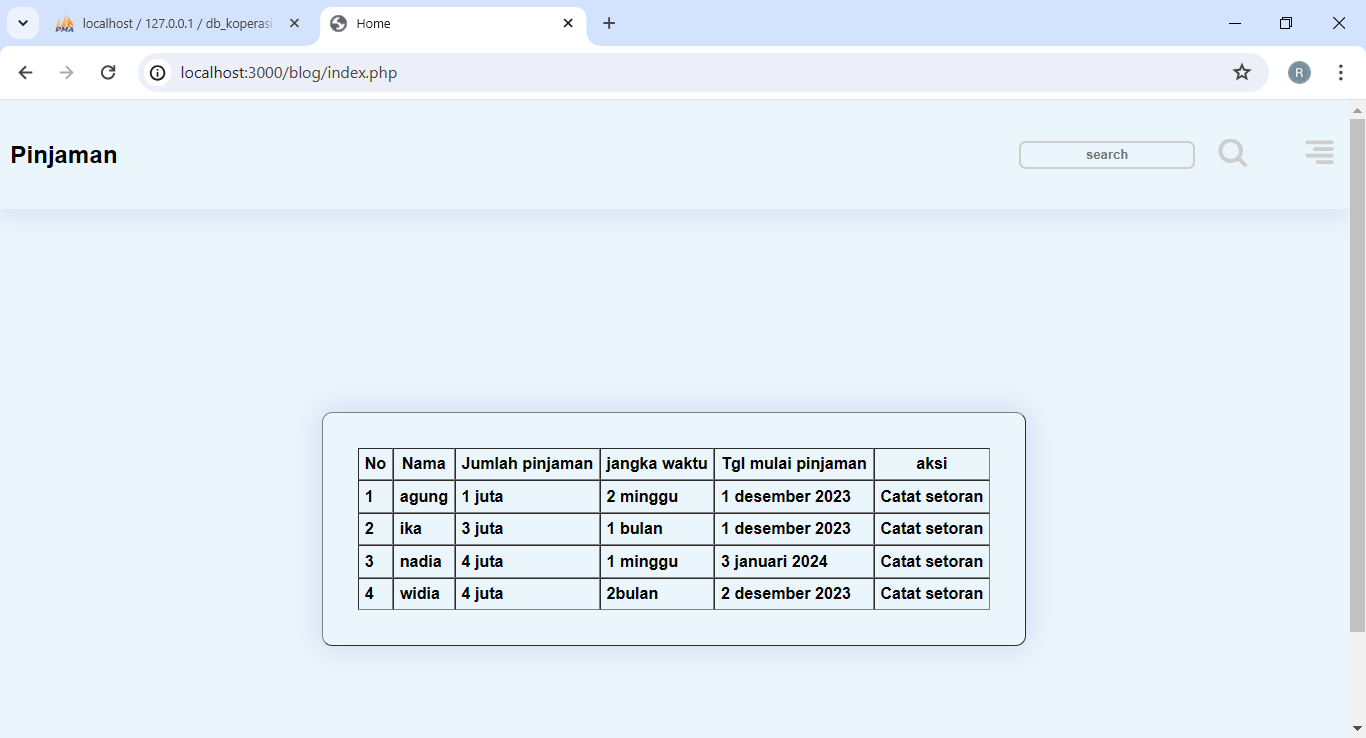 localhost / 127.0.0.1 / db_koperasi
Home
localhost:3000/blog/index.php
R
Pinjaman
search
No Nama Jumlah pinjaman jangka waktu Tgl mulai pinjaman aksi
1 agung 1 juta 2 minggu 1 desember 2023 Catat setoran
2 ika 3 juta 1 bulan 1 desember 2023 Catat setoran
3 nadia 4 juta 1 minggu 3 januari 2024 Catat setoran
4 widia 4 juta 2bulan 2 desember 2023 Catat setoran